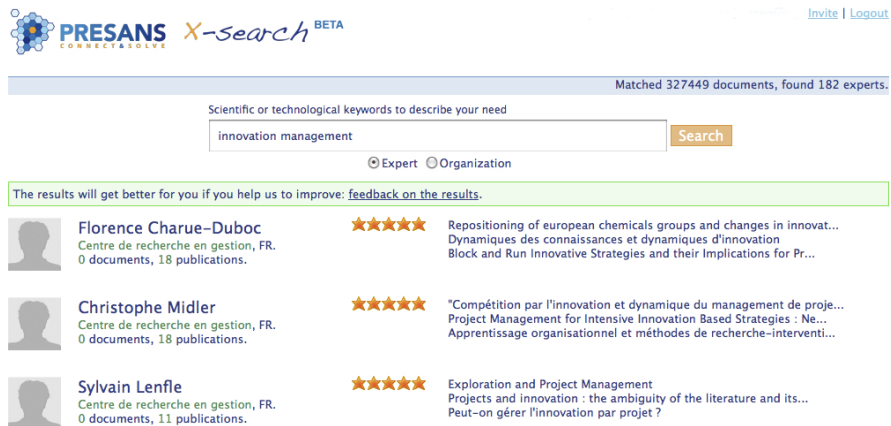 Invite | Logout
PRESANS X-search BETA
CONNECT & SOLVE
Matched 327449 documents, found 182 experts.
Scientific or technological keywords to describe your need
innovation management Search
Expert Organization
The results will get better for you if you help us to improve: feedback on the results.
Florence Charue-Duboc
Centre de recherche en gestion, FR.
0 documents, 18 publications.
Repositioning of european chemicals groups and changes in innovat...
Dynamiques des connaissances et dynamiques d'innovation
Block and Run Innovative Strategies and their Implications for Pr...
Christophe Midler
Centre de recherche en gestion, FR.
0 documents, 18 publications.
"Compétition par l'innovation et dynamique du management de proje...
Project Management for Intensive Innovation Based Strategies : Ne...
Apprentissage organisationnel et méthodes de recherche-interventi...
Sylvain Lenfle
Centre de recherche en gestion, FR.
0 documents, 11 publications.
Exploration and Project Management
Projects and innovation : the ambiguity of the literature and its...
Peut-on gérer l'innovation par projet ?